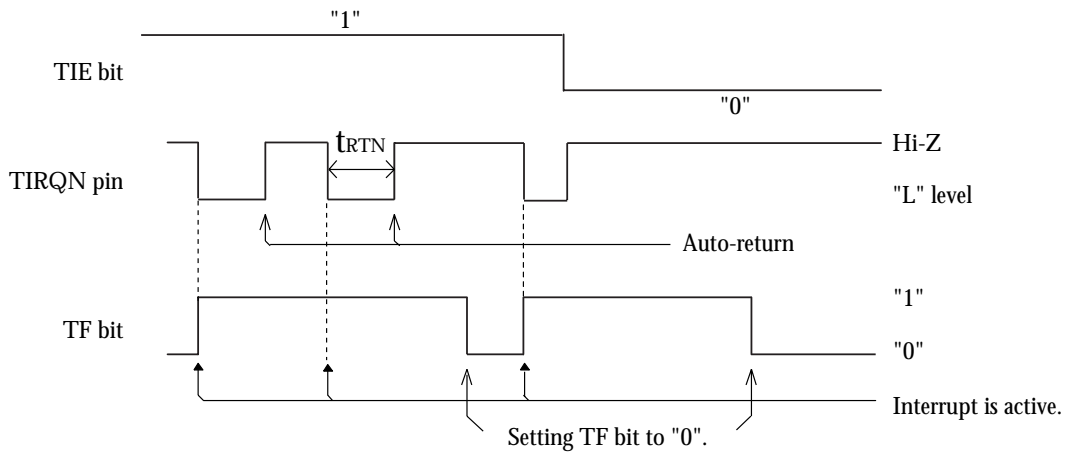 "1"
TIE bit
"0"
tRTN
Hi-Z
TIRQN pin
"L" level
Auto-return
"1"
TF bit
"0"
Interrupt is active.
Setting TF bit to "0".